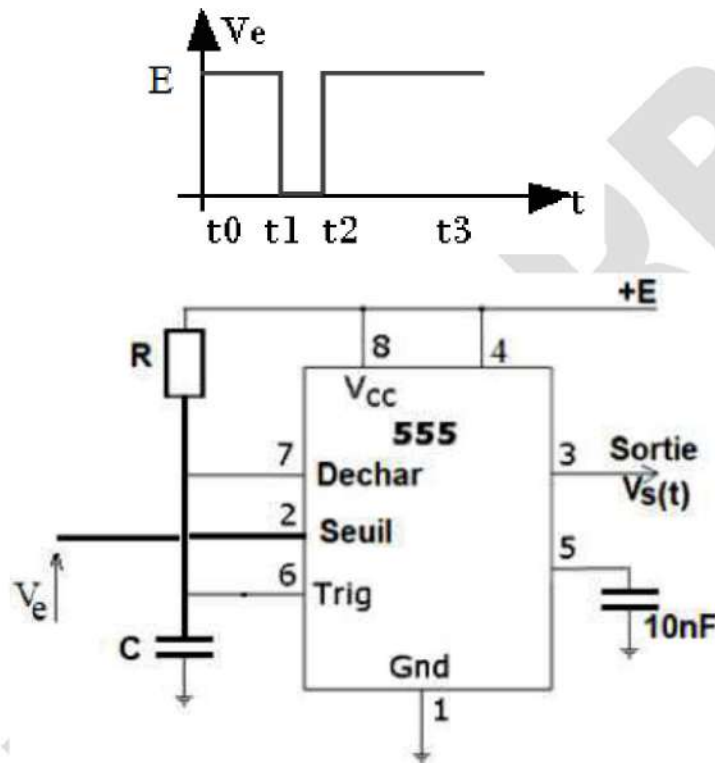 Ve
E
t
t0 t1 t2 t3
+E
R
8
4
Vcc
555
7
Dechar
3
Sortie
Vs(t)
2
Seuil
5
6
Trig
Ve
C
10nF
Gnd
1